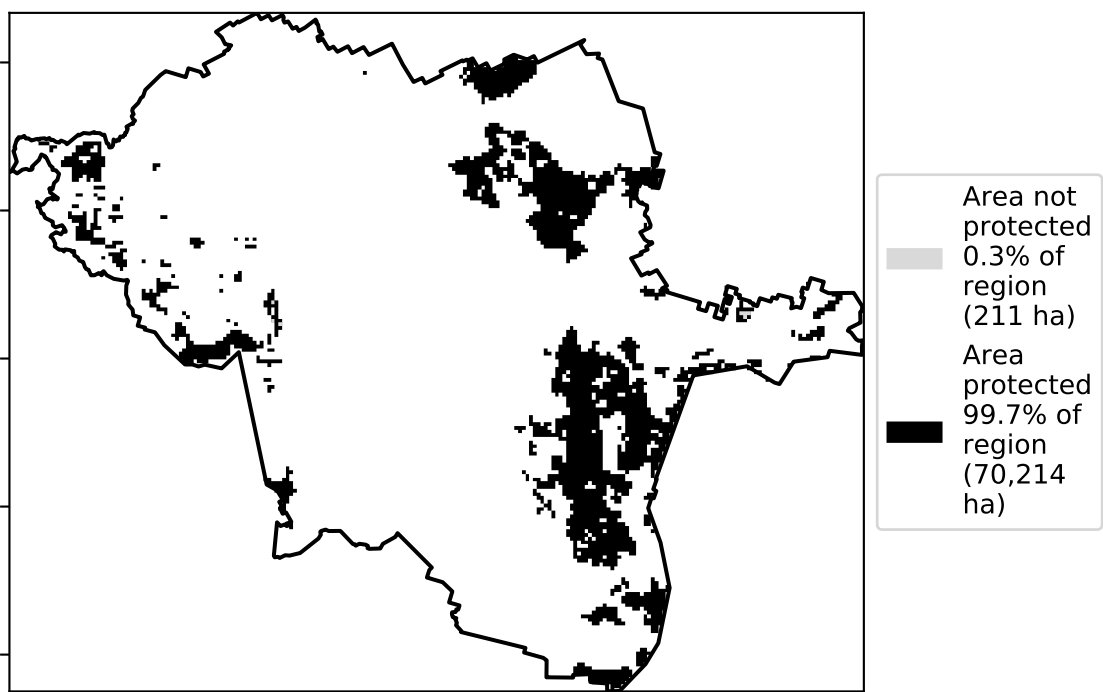 Area not
protected
0.3% of
region
(211 ha)
Area
protected
99.7% of
region
(70,214
ha)